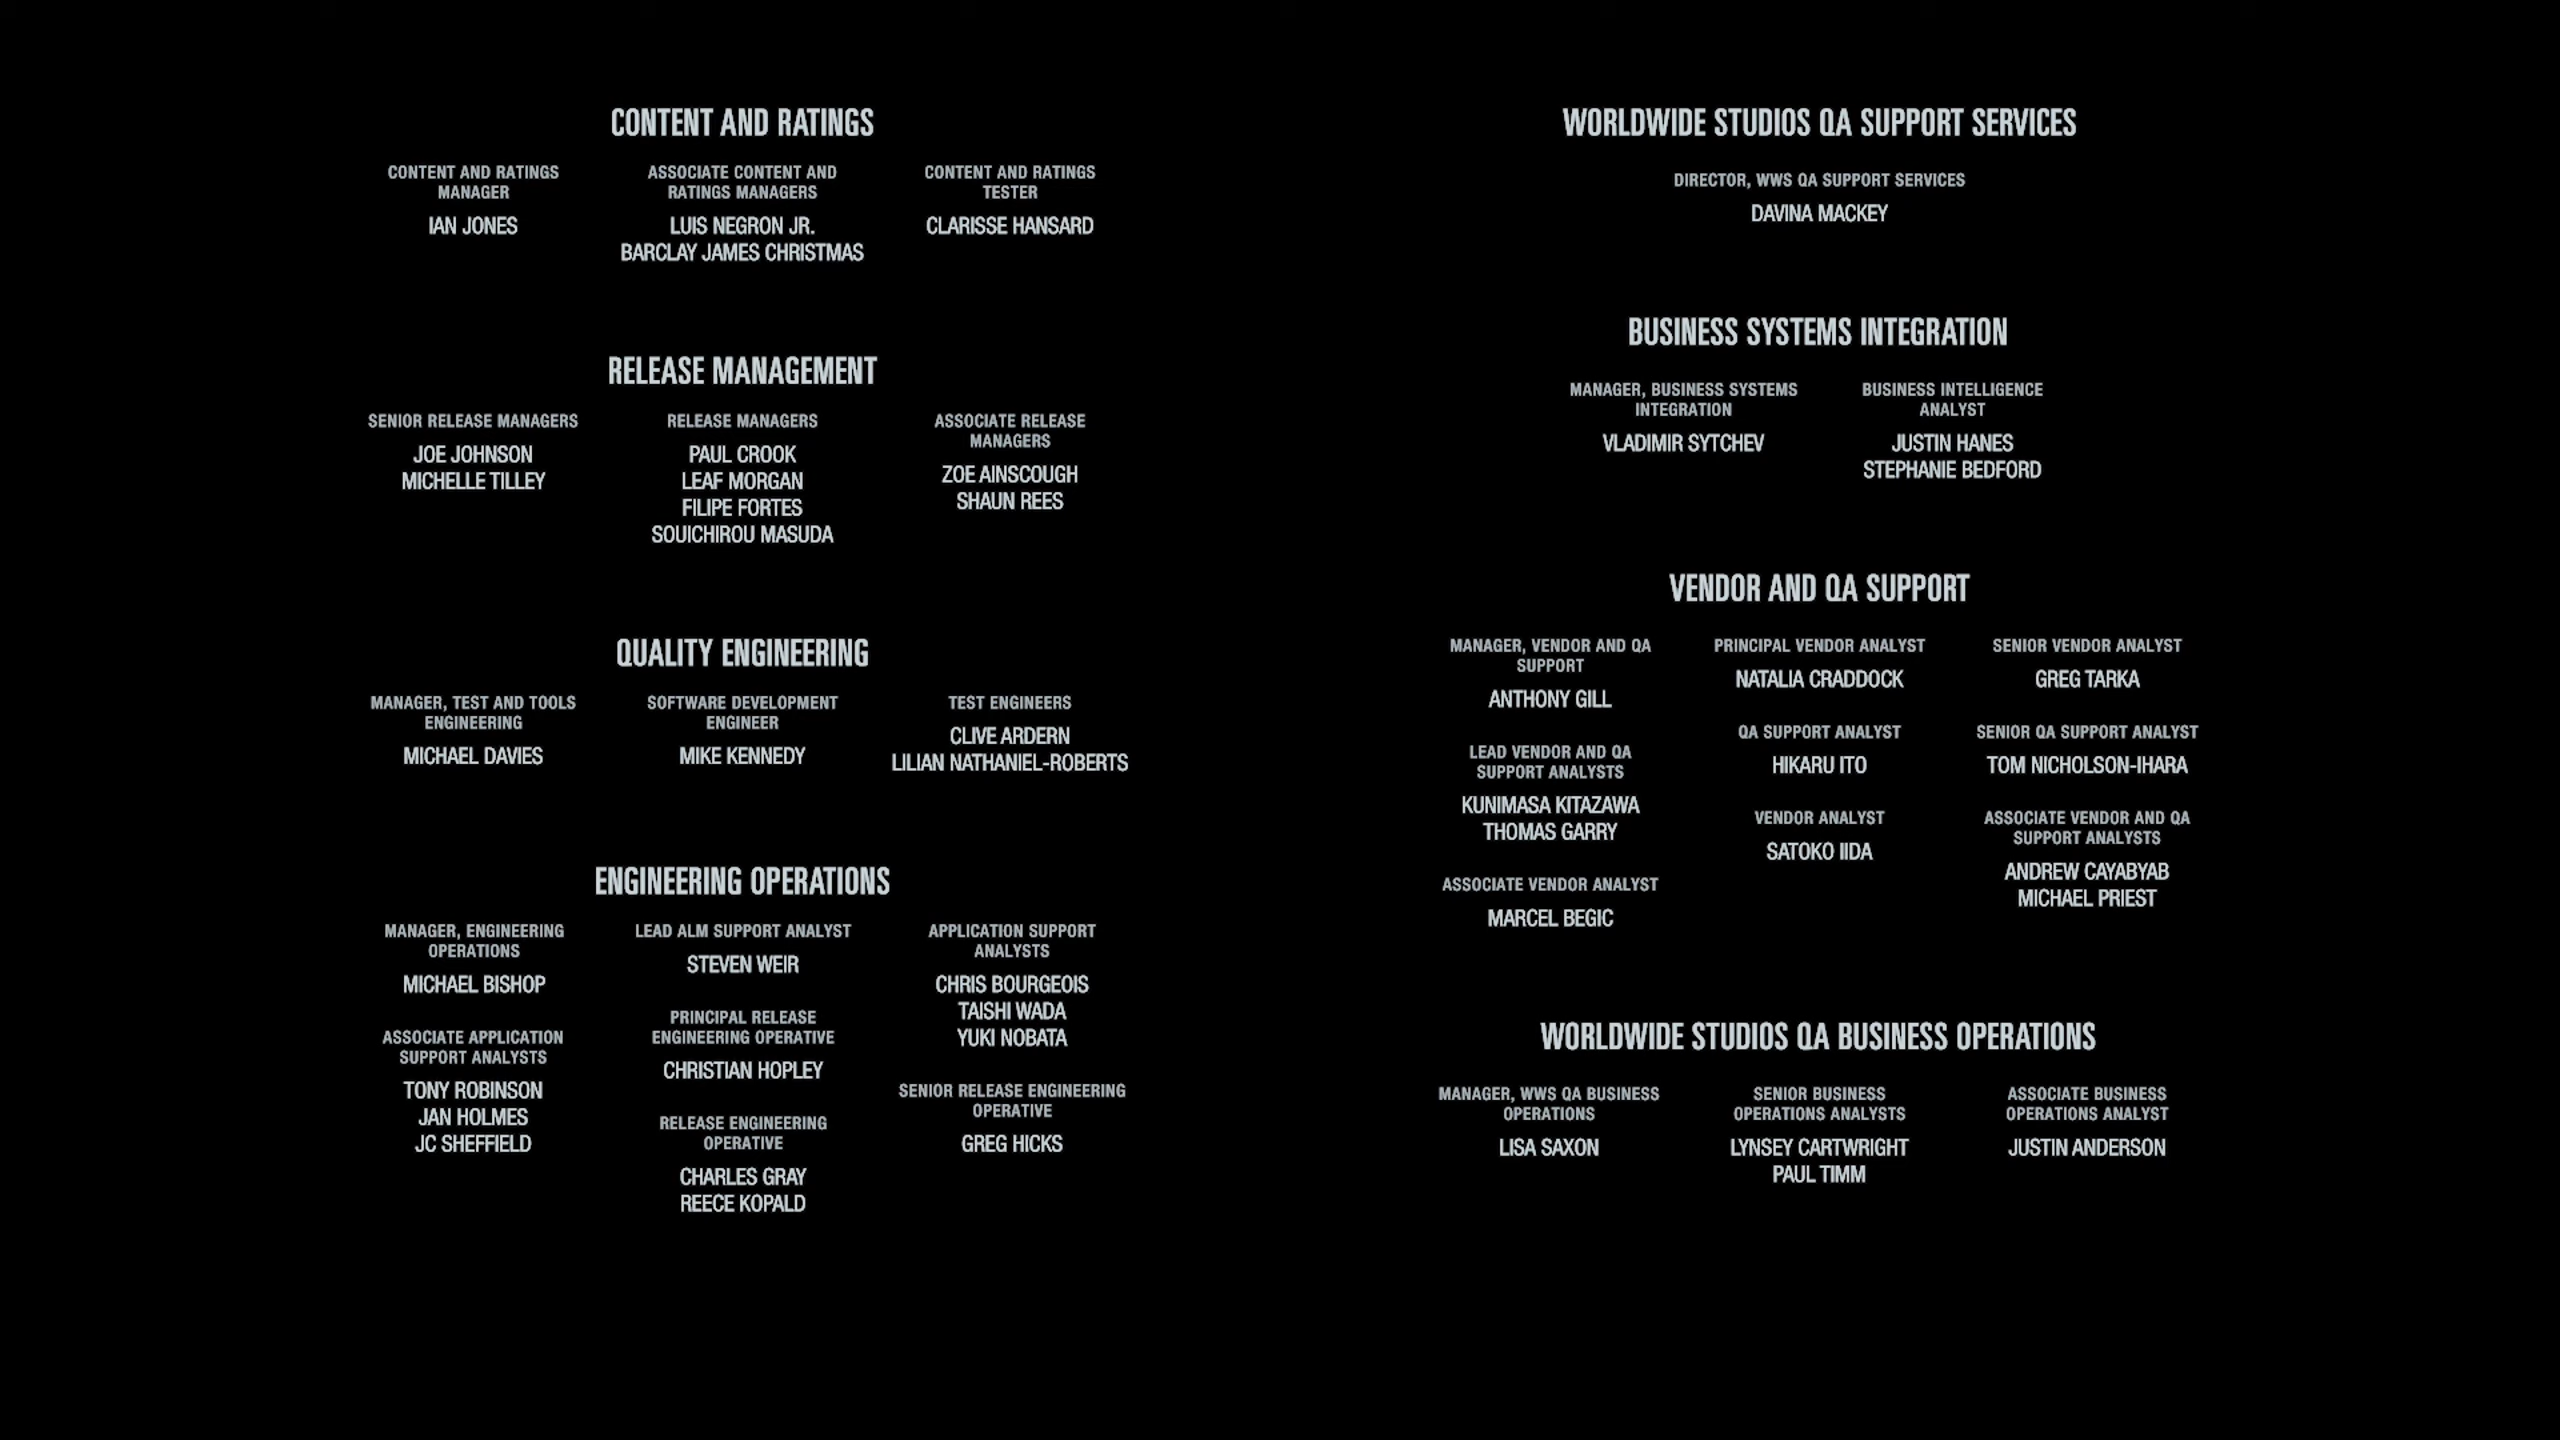 CONTENT AND RATINGS
CONTENT AND RATINGS
MANAGER
IAN JONES
ASSOCIATE CONTENT AND
RATINGS MANAGERS
LUIS NEGRON JR.
BARCLAY JAMES CHRISTMAS
CONTENT AND RATINGS
TESTER
CLARISSE HANSARD
RELEASE MANAGEMENT
SENIOR RELEASE MANAGERS
JOE JOHNSON
MICHELLE TILLEY
RELEASE MANAGERS
PAUL CROOK
LEAF MORGAN
FILIPE FORTES
SOUICHIROU MASUDA
ASSOCIATE RELEASE
MANAGERS
ZOE AINSCOUGH
SHAUN REES
QUALITY ENGINEERING
MANAGER, TEST AND TOOLS
ENGINEERING
MICHAEL DAVIES
SOFTWARE DEVELOPMENT
ENGINEER
MIKE KENNEDY
TEST ENGINEERS
CLIVE ARDERN
LILIAN NATHANIEL-ROBERTS
ENGINEERING OPERATIONS
MANAGER, ENGINEERING
OPERATIONS
MICHAEL BISHOP
ASSOCIATE APPLICATION
SUPPORT ANALYSTS
TONY ROBINSON
JAN HOLMES
JC SHEFFIELD
LEAD ALM SUPPORT ANALYST
STEVEN WEIR
PRINCIPAL RELEASE
ENGINEERING OPERATIVE
CHRISTIAN HOPLEY
RELEASE ENGINEERING
OPERATIVE
CHARLES GRAY
REECE KOPALD
APPLICATION SUPPORT
ANALYSTS
CHRIS BOURGEOIS
TAISHI WADA
YUKI NOBATA
SENIOR RELEASE ENGINEERING
OPERATIVE
GREG HICKS
WORLDWIDE STUDIOS QA SUPPORT SERVICES
DIRECTOR, WWS QA SUPPORT SERVICES
DAVINA MACKEY
BUSINESS SYSTEMS INTEGRATION
MANAGER, BUSINESS SYSTEMS
INTEGRATION
VLADIMIR SYTCHEV
BUSINESS INTELLIGENCE
ANALYST
JUSTIN HANES
STEPHANIE BEDFORD
VENDOR AND QA SUPPORT
MANAGER, VENDOR AND QA
SUPPORT
ANTHONY GILL
LEAD VENDOR AND QA
SUPPORT ANALYSTS
KUNIMASA KITAZAWA
THOMAS GARRY
ASSOCIATE VENDOR ANALYST
MARCEL BEGIC
PRINCIPAL VENDOR ANALYST
NATALIA CRADDOCK
QA SUPPORT ANALYST
HIKARU ITO
VENDOR ANALYST
SATOKO IIDA
SENIOR VENDOR ANALYST
GREG TARKA
SENIOR QA SUPPORT ANALYST
TOM NICHOLSON-IHARA
ASSOCIATE VENDOR AND QA
SUPPORT ANALYSTS
ANDREW CAYABYAB
MICHAEL PRIEST
WORLDWIDE STUDIOS QA BUSINESS OPERATIONS
MANAGER, WWS QA BUSINESS
OPERATIONS
LISA SAXON
SENIOR BUSINESS
OPERATIONS ANALYSTS
LYNSEY CARTWRIGHT
PAUL TIMM
ASSOCIATE BUSINESS
OPERATIONS ANALYST
JUSTIN ANDERSON